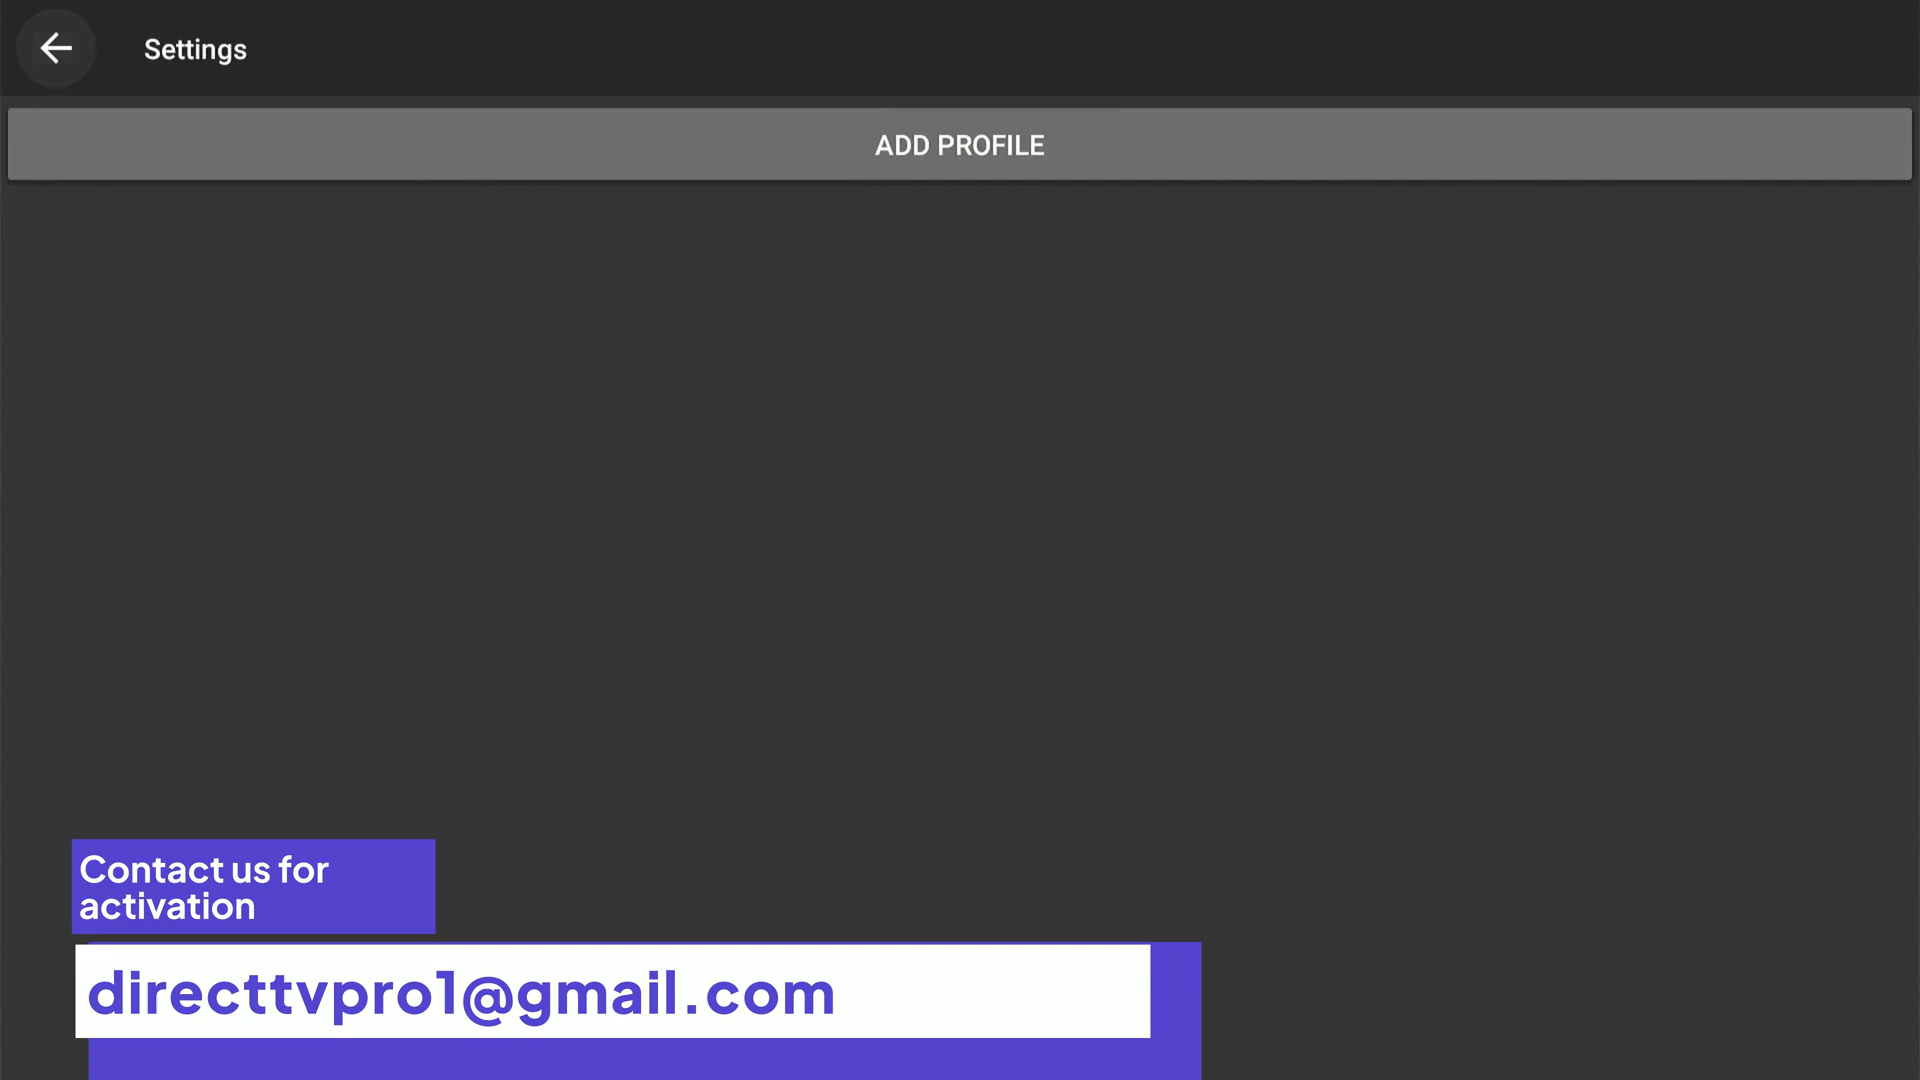 Settings
ADD PROFILE
Contact us for
activation
directtvpro1@gmail.com